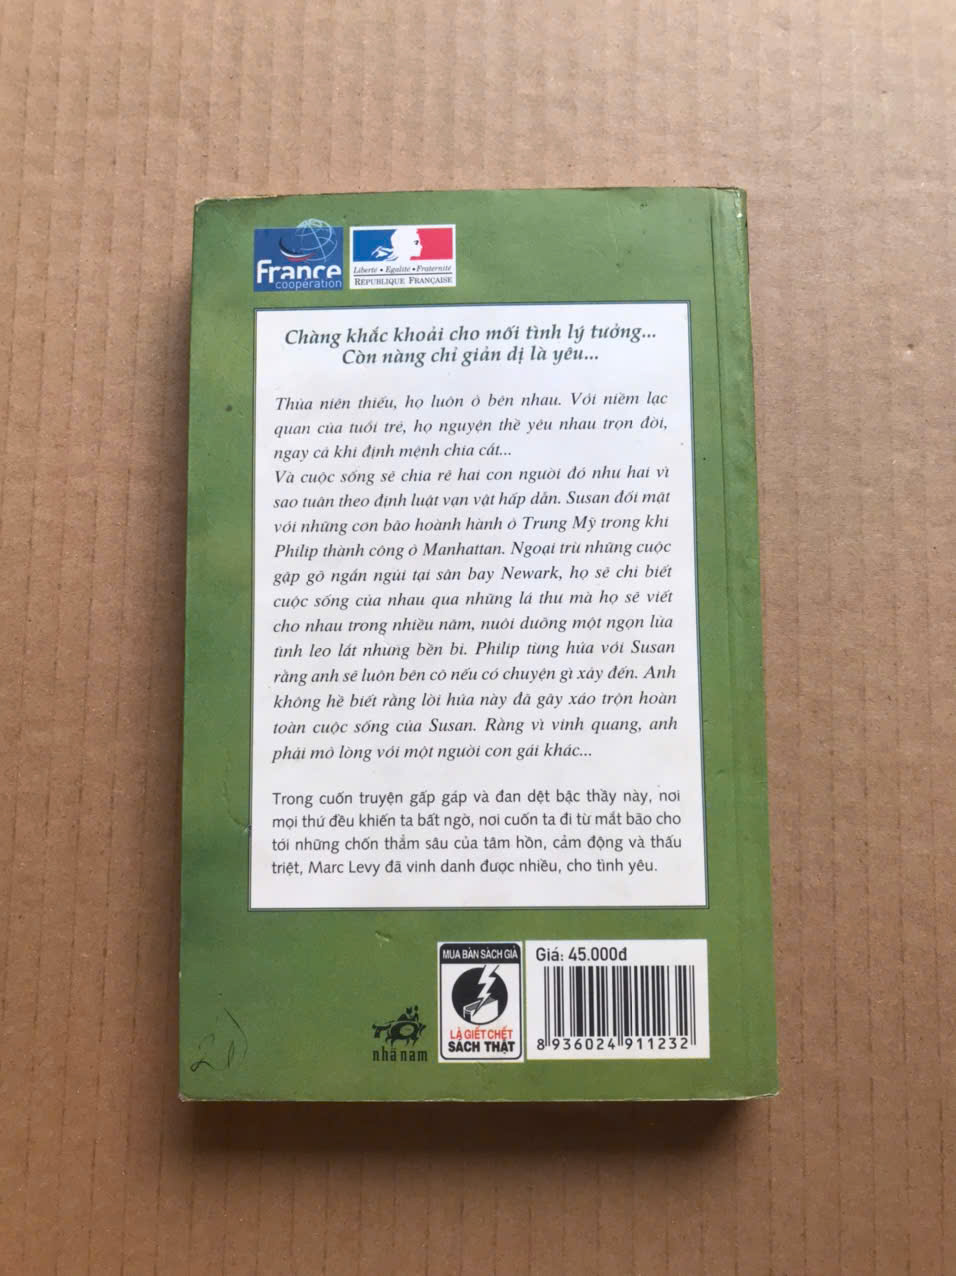 France
coopération
Liberté • Egalité • Fraternité
RÉPUBLIQUE FRANÇAISE
Chàng khắc khoải cho mối tình lý tưởng...
Còn nàng chỉ giản dị là yêu...
Thủa niên thiếu, họ luôn ở bên nhau. Với niềm lạc
quan của tuổi trẻ, họ nguyện thề yêu nhau trọn đời,
ngay cả khi định mệnh chia cắt...
Và cuộc sống sẽ chia rẽ hai con người đó như hai vì
sao tuân theo định luật vạn vật hấp dẫn. Susan đối mặt
với những con bão hoành hành ở Trung Mỹ trong khi
Philip thành công ở Manhattan. Ngoại trừ những cuộc
gặp gỡ ngắn ngủi tại sân bay Newark, họ sẽ chỉ biết
cuộc sống của nhau qua những lá thư mà họ sẽ viết
cho nhau trong nhiều năm, nuôi dưỡng một ngọn lửa
tình leo lắt nhưng bền bỉ. Philip từng hứa với Susan
rằng anh sẽ luôn bên cô nếu có chuyện gì xảy đến. Anh
không hề biết rằng lời hứa này đã gây xáo trộn hoàn
toàn cuộc sống của Susan. Rằng vì vinh quang, anh
phải mở lòng với một người con gái khác...
Trong cuốn truyện gấp gáp và đan dệt bậc thầy này, nơi
mọi thứ đều khiến ta bất ngờ, nơi cuốn ta đi từ mắt bão cho
tới những chốn thẳm sâu của tâm hồn, cảm động và thấu
triệt, Marc Levy đã vinh danh được nhiều, cho tình yêu.
nhã nam
MUA BÁN SÁCH GIẢ
LÀ GIẾT CHẾT
SÁCH THẬT
Giá: 45.000đ
8 936024 911232